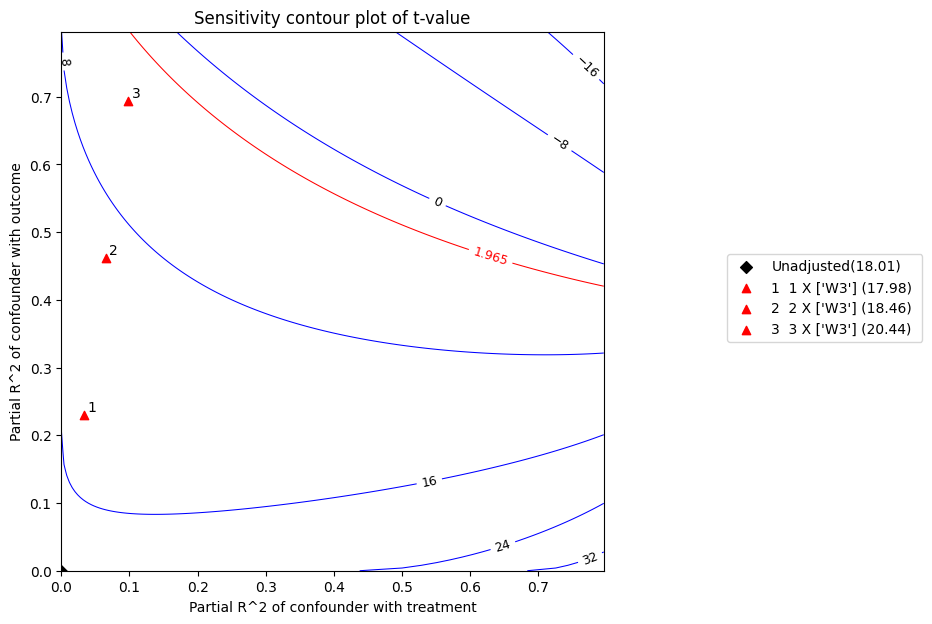 Sensitivity contour plot of t-value
Partial R^2 of confounder with outcome
0.7
0.6
0.5
0.4
0.3
0.2
0.1
0.0
8
−16
−8
0
1.965
16
24
32
3
2
1
0.0 0.1 0.2 0.3 0.4 0.5 0.6 0.7
Partial R^2 of confounder with treatment
Unadjusted(18.01)
1 1 X ['W3'] (17.98)
2 2 X ['W3'] (18.46)
3 3 X ['W3'] (20.44)